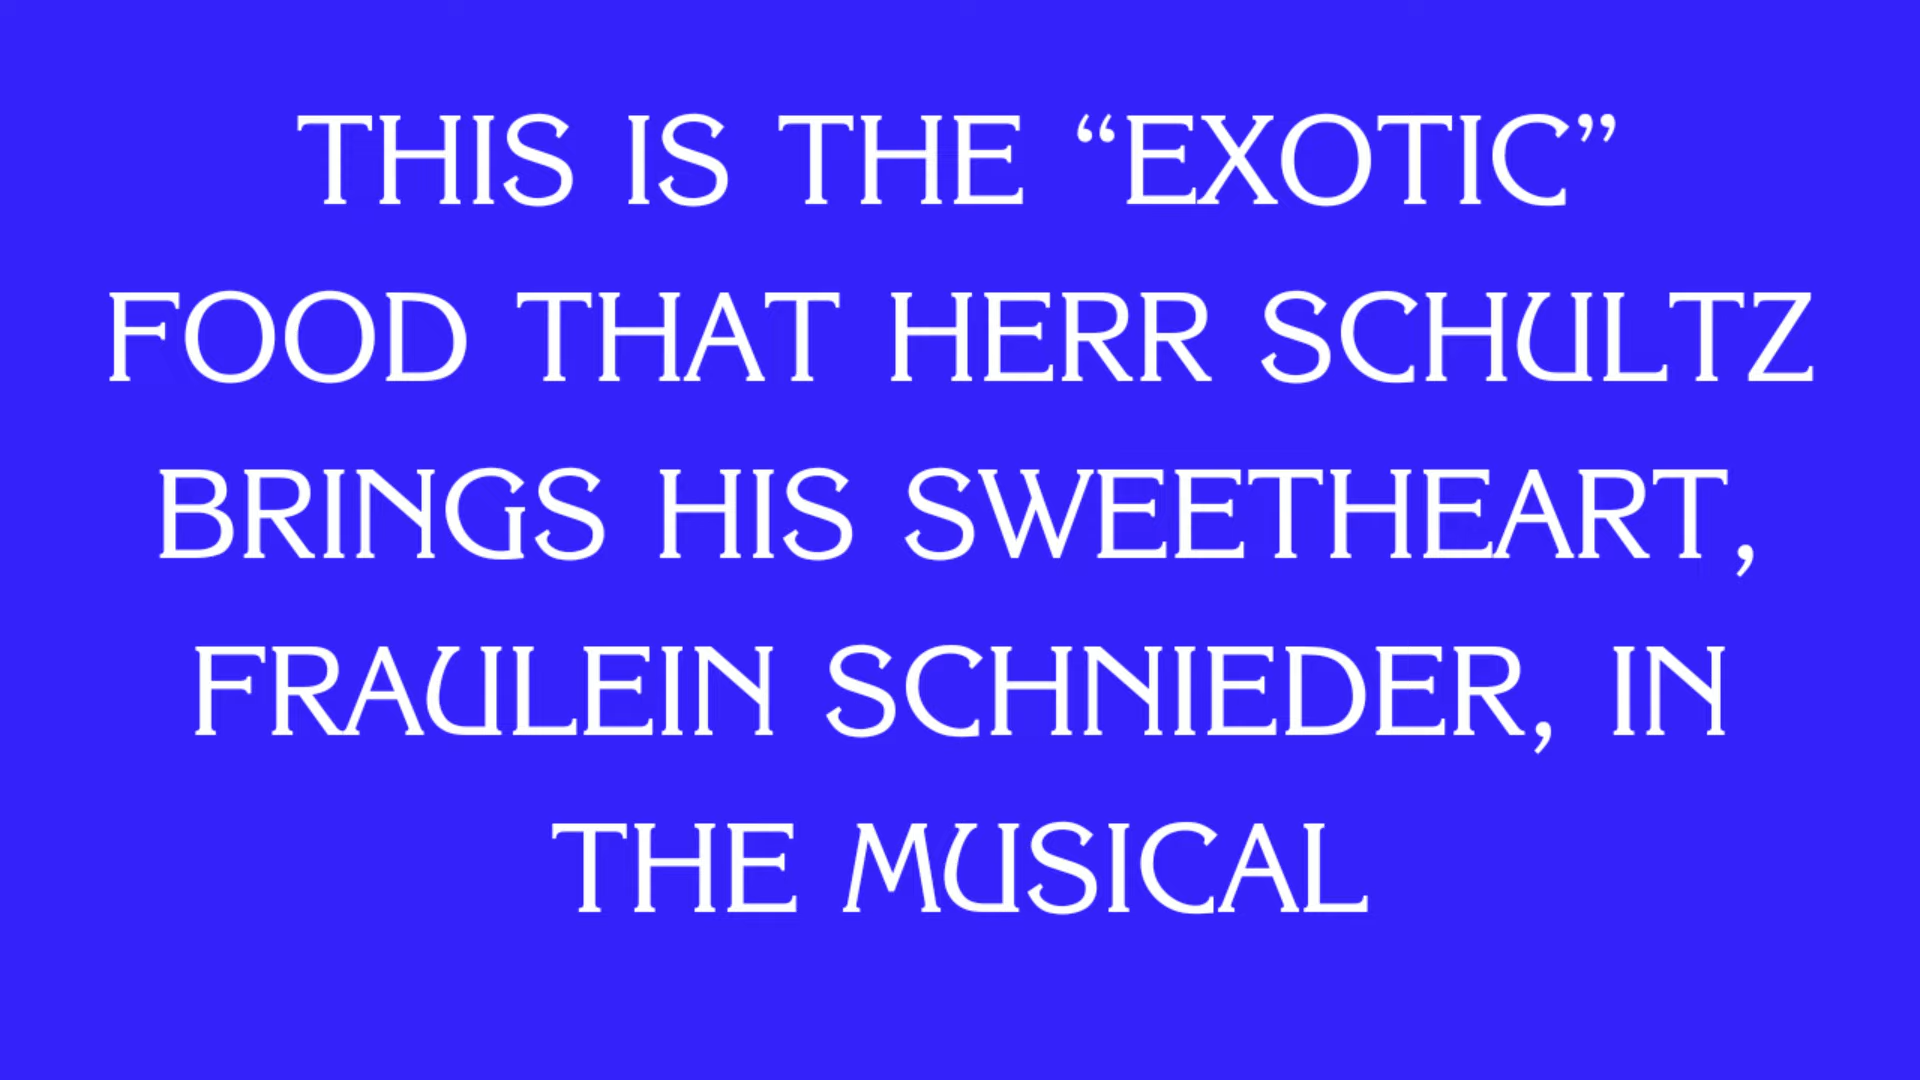 THIS IS THE “EXOTIC”
FOOD THAT HERR SCHULTZ
BRINGS HIS SWEETHEART,
FRAULEIN SCHNIEDER, IN
THE MUSICAL